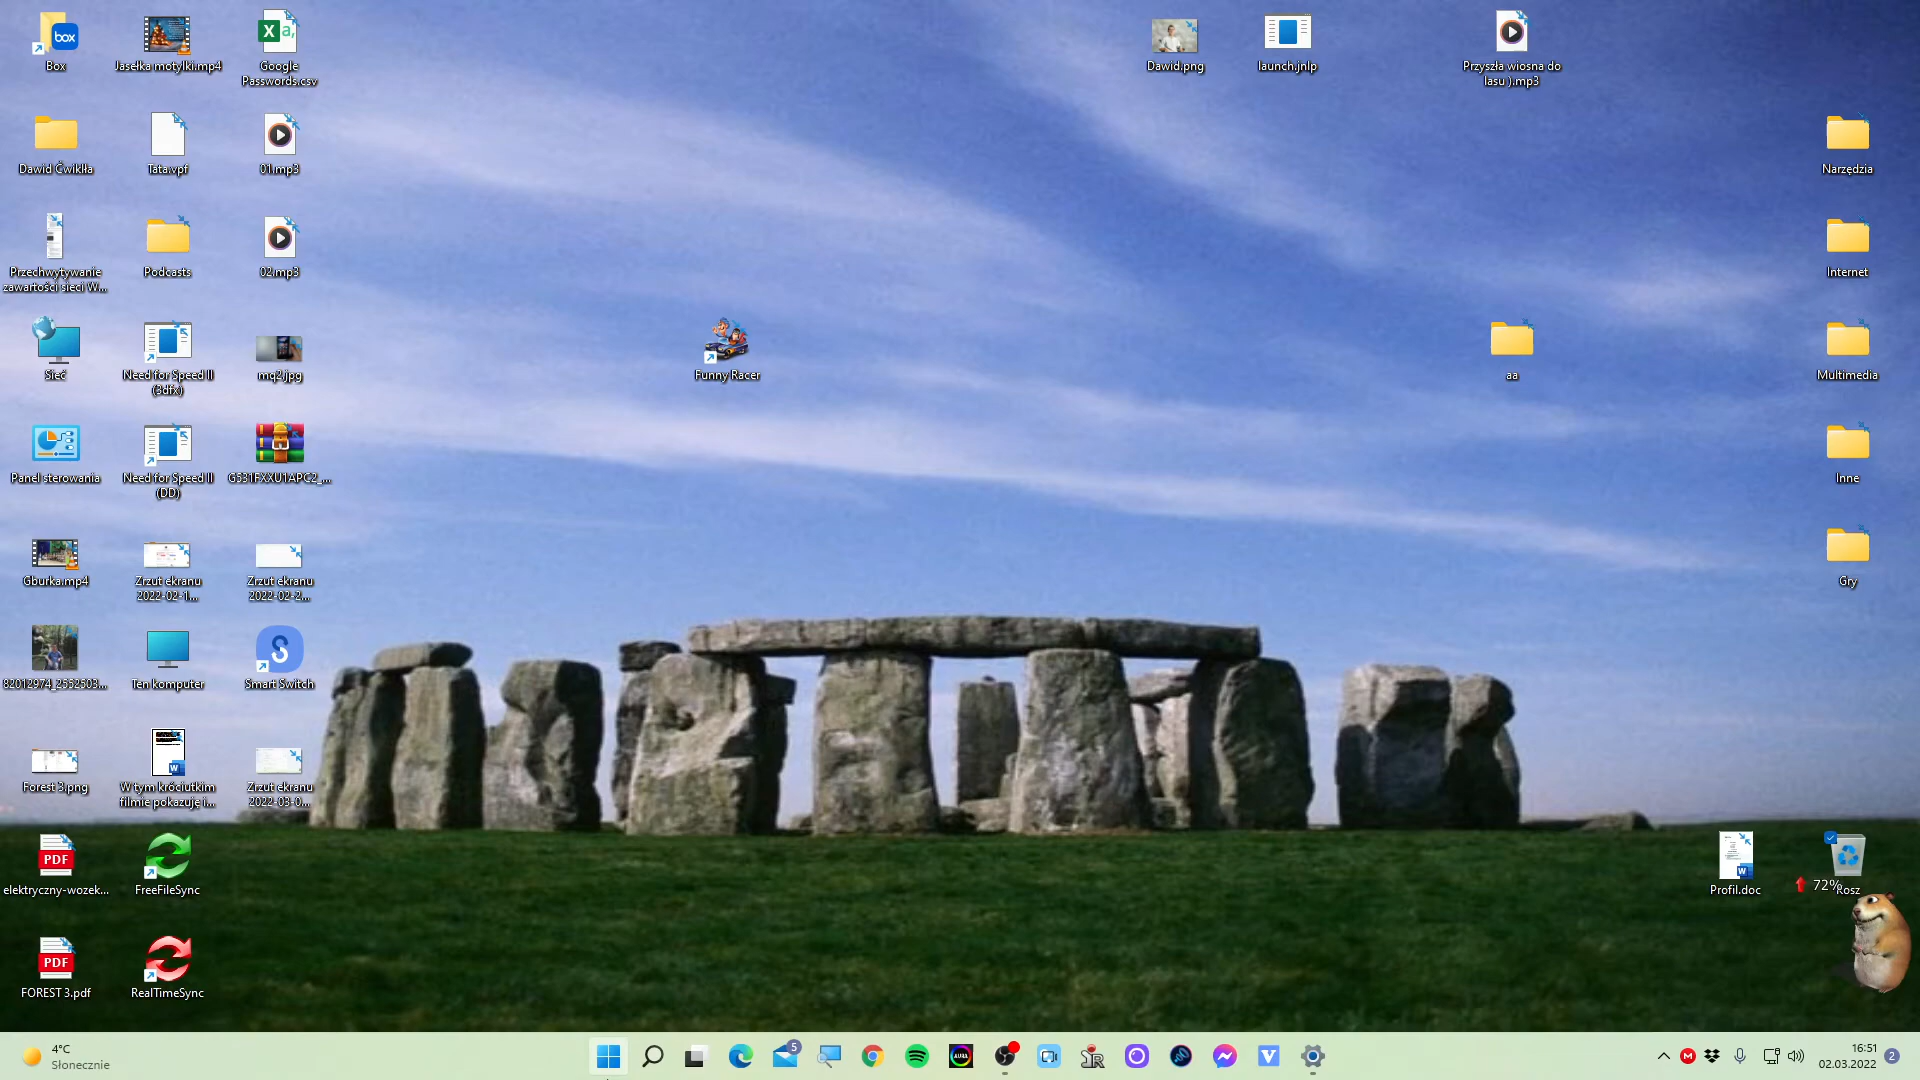 box
Box
Jasełka motylki.mp4
Google
Passwords.csv
Dawid.png
launch.jnlp
Przyszła wiosna do
lasu ).mp3
Tata.vpf
01.mp3
Narzędzia
Przechwytywanie
zawartości sieci W...
Podcasts
02.mp3
Internet
Sieć
Need for Speed II
(3dfx)
mq2.jpg
Funny Racer
aa
Multimedia
Panel sterowania
Need for Speed II
(DD)
G531FXXU1APC2_...
Inne
Gburka.mp4
Zrzut ekranu
2022-02-1...
Zrzut ekranu
2022-02-2...
Gry
82012974_2552503...
Ten komputer
Smart Switch
Forest 3.png
W tym króciutkim
filmie pokazuję i...
Zrzut ekranu
2022-03-0...
PDF
elektryczny-wozek...
FreeFileSync
Profil.doc
72%
Kosz
PDF
FOREST 3.pdf
RealTimeSync
4°C
Słonecznie
5
AURA
16:51
02.03.2022
2